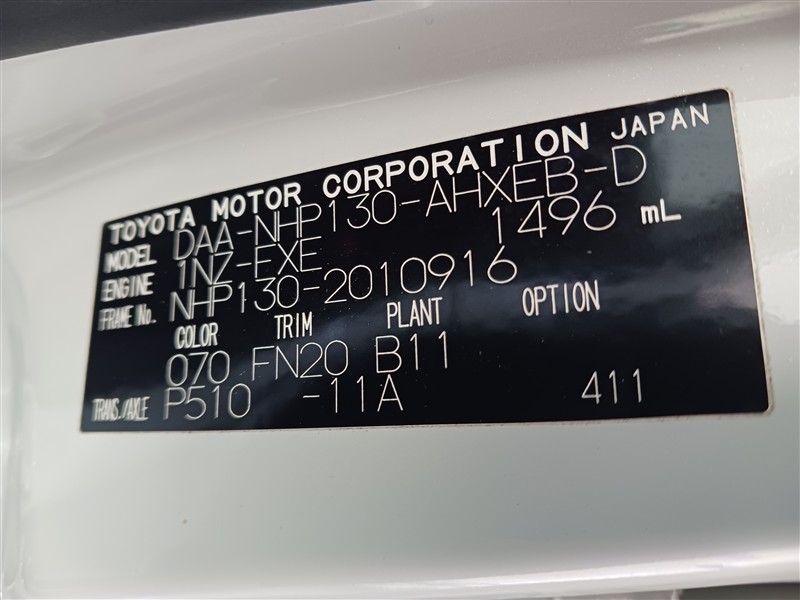 TOYOTA MOTOR CORPORATION JAPAN
MODEL DAA-NHP130-AHXEB-D
ENGINE 1NZ-FXE 1496 mL
FRAME No. NHP130-2010916
COLOR TRIM PLANT OPTION
070 FN20 B11
TRANS./AXLE P510 -11A 411